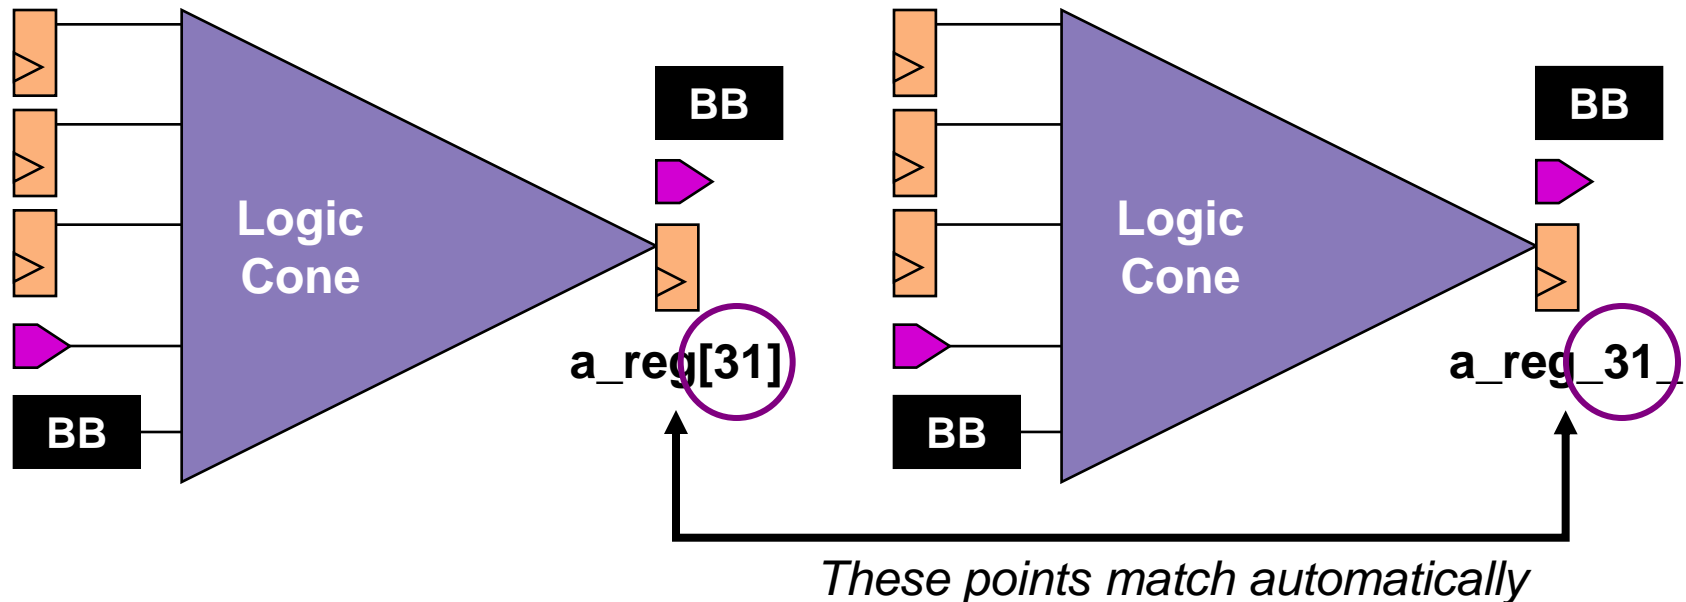 BB
BB
Logic
Cone
Logic
Cone
a_reg[31]
a_reg_31_
BB
BB
These points match automatically